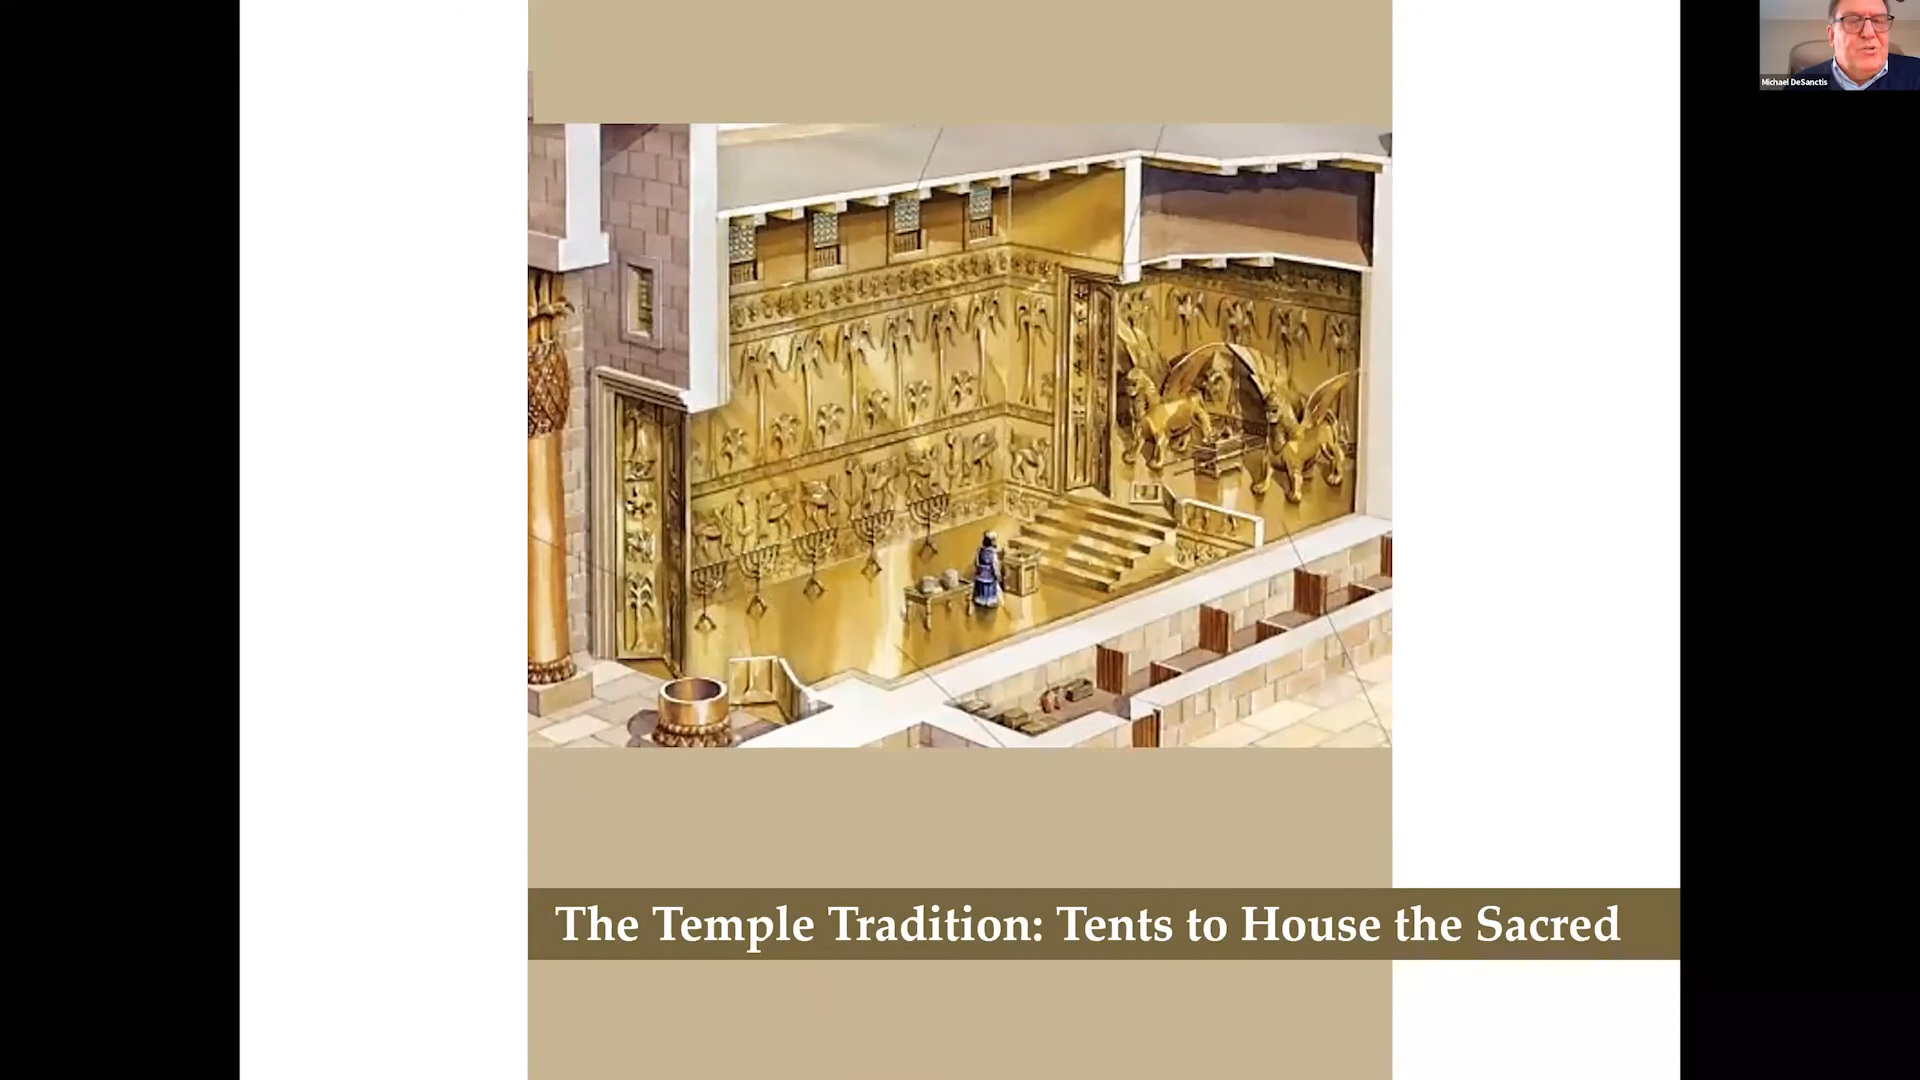 Michael DeSanctis
The Temple Tradition: Tents to House the Sacred